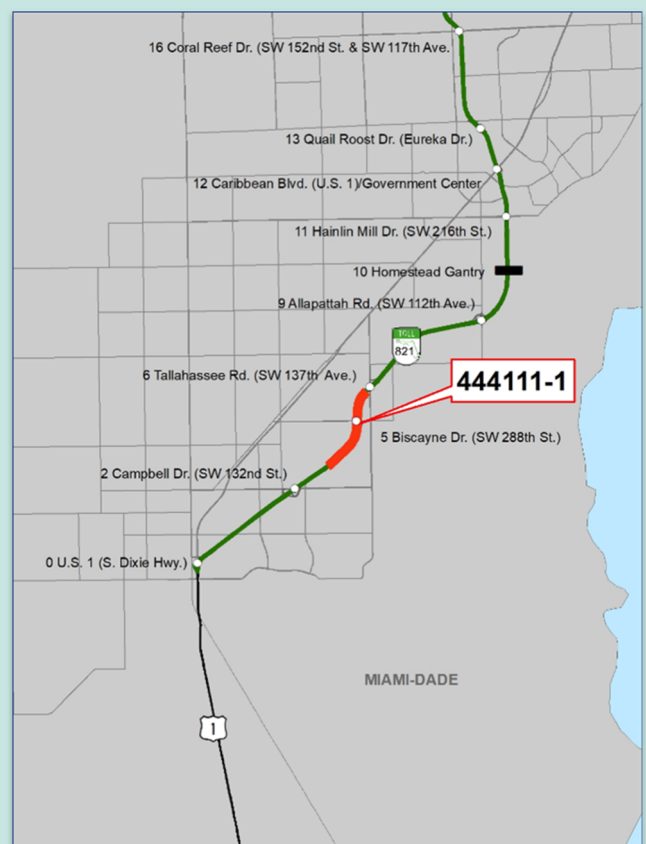 16 Coral Reef Dr. (SW 152nd St. & SW 117th Ave.
13 Quail Roost Dr. (Eureka Dr.)
12 Caribbean Blvd. (U.S. 1)/Government Center
11 Hainlin Mill Dr. (SW 216th St.)
10 Homestead Gantry
9 Allapattah Rd. (SW 112th Ave.)
TOLL
821
6 Tallahassee Rd. (SW 137th Ave.)
444111-1
5 Biscayne Dr. (SW 288th St.)
2 Campbell Dr. (SW 132nd St.)
0 U.S. 1 (S. Dixie Hwy.)
MIAMI-DADE
1